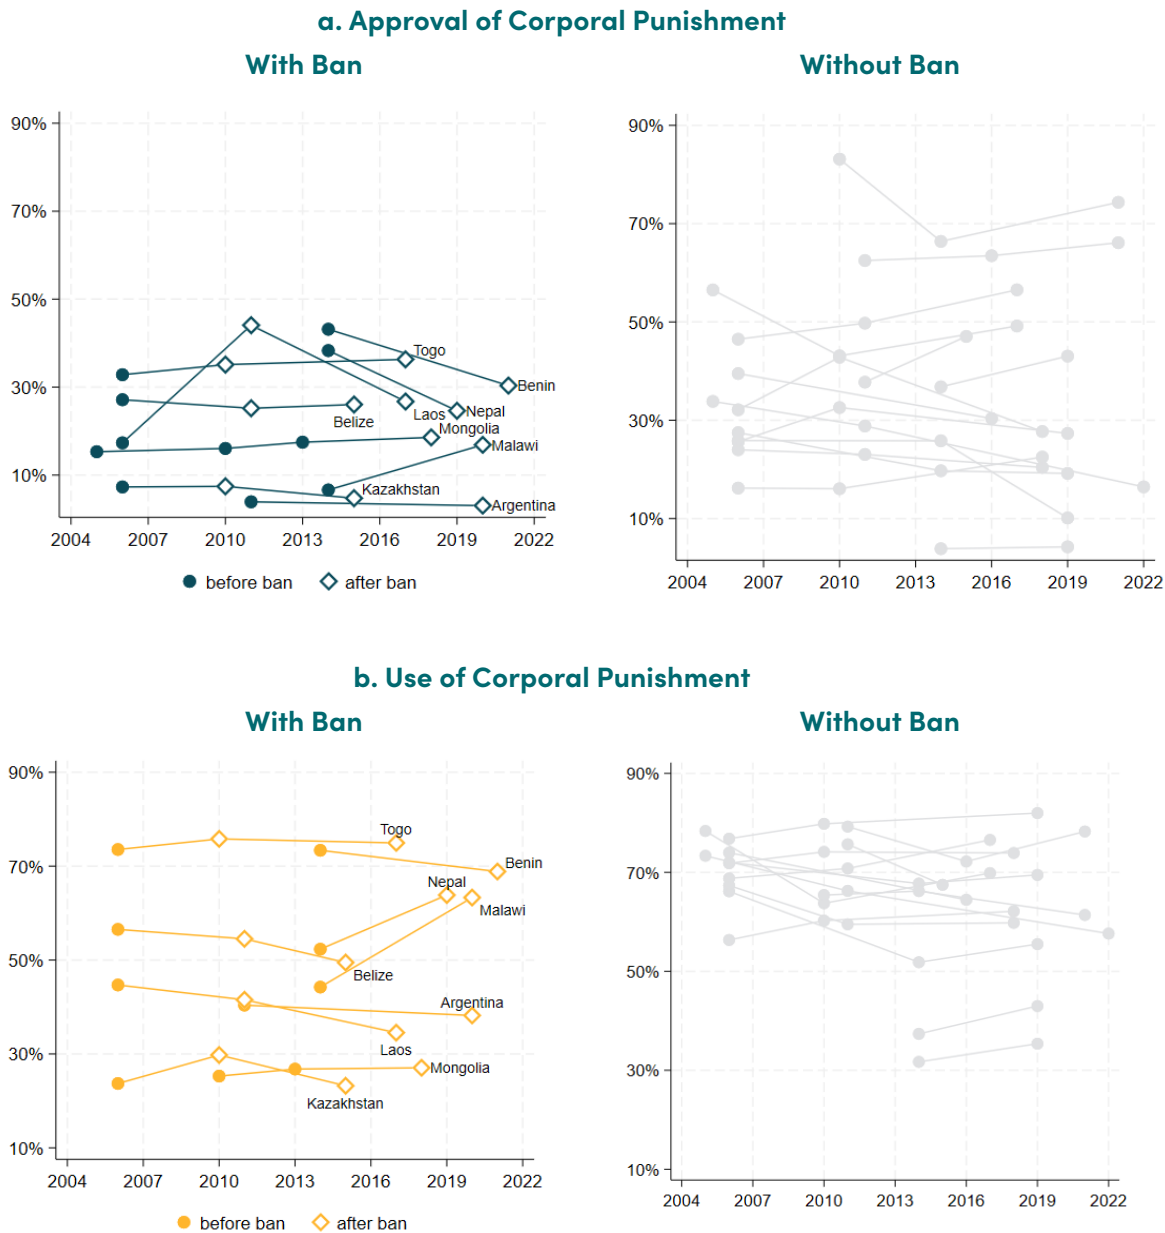 a. Approval of Corporal Punishment
With Ban
Without Ban
90%
70%
50%
30%
10%
Togo
Benin
Laos
Nepal
Belize
Mongolia
Malawi
Kazakhstan
Argentina
2004 2007 2010 2013 2016 2019 2022
before ban after ban
90%
70%
50%
30%
10%
2004 2007 2010 2013 2016 2019 2022
b. Use of Corporal Punishment
With Ban
Without Ban
90%
70%
50%
30%
10%
Togo
Benin
Nepal
Malawi
Belize
Argentina
Laos
Mongolia
Kazakhstan
2004 2007 2010 2013 2016 2019 2022
before ban after ban
90%
70%
50%
30%
10%
2004 2007 2010 2013 2016 2019 2022